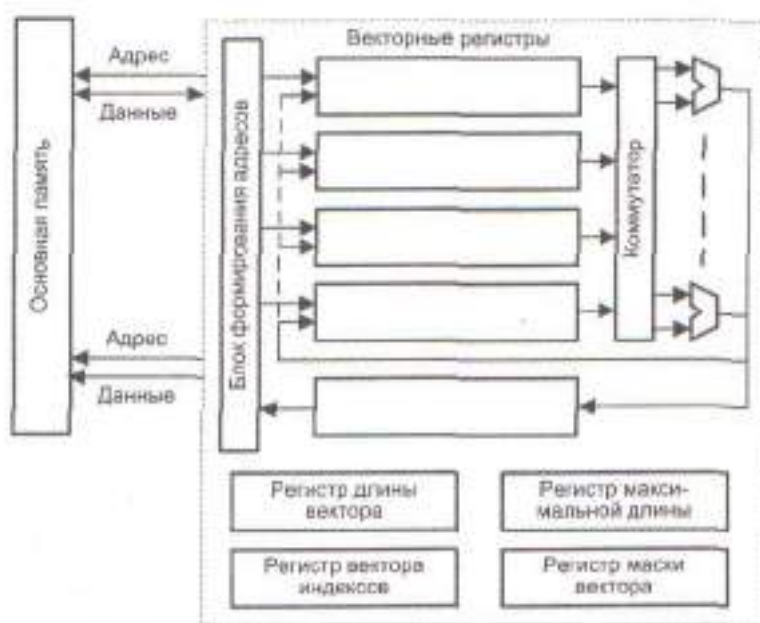 Векторные регистры
Адрес
Данные
Основная память
Блок формирования адресов
Коммутатор
Адрес
Данные
Регистр длины
вектора
Регистр макси-
мальной длины
Регистр вектора
индексов
Регистр маски
вектора